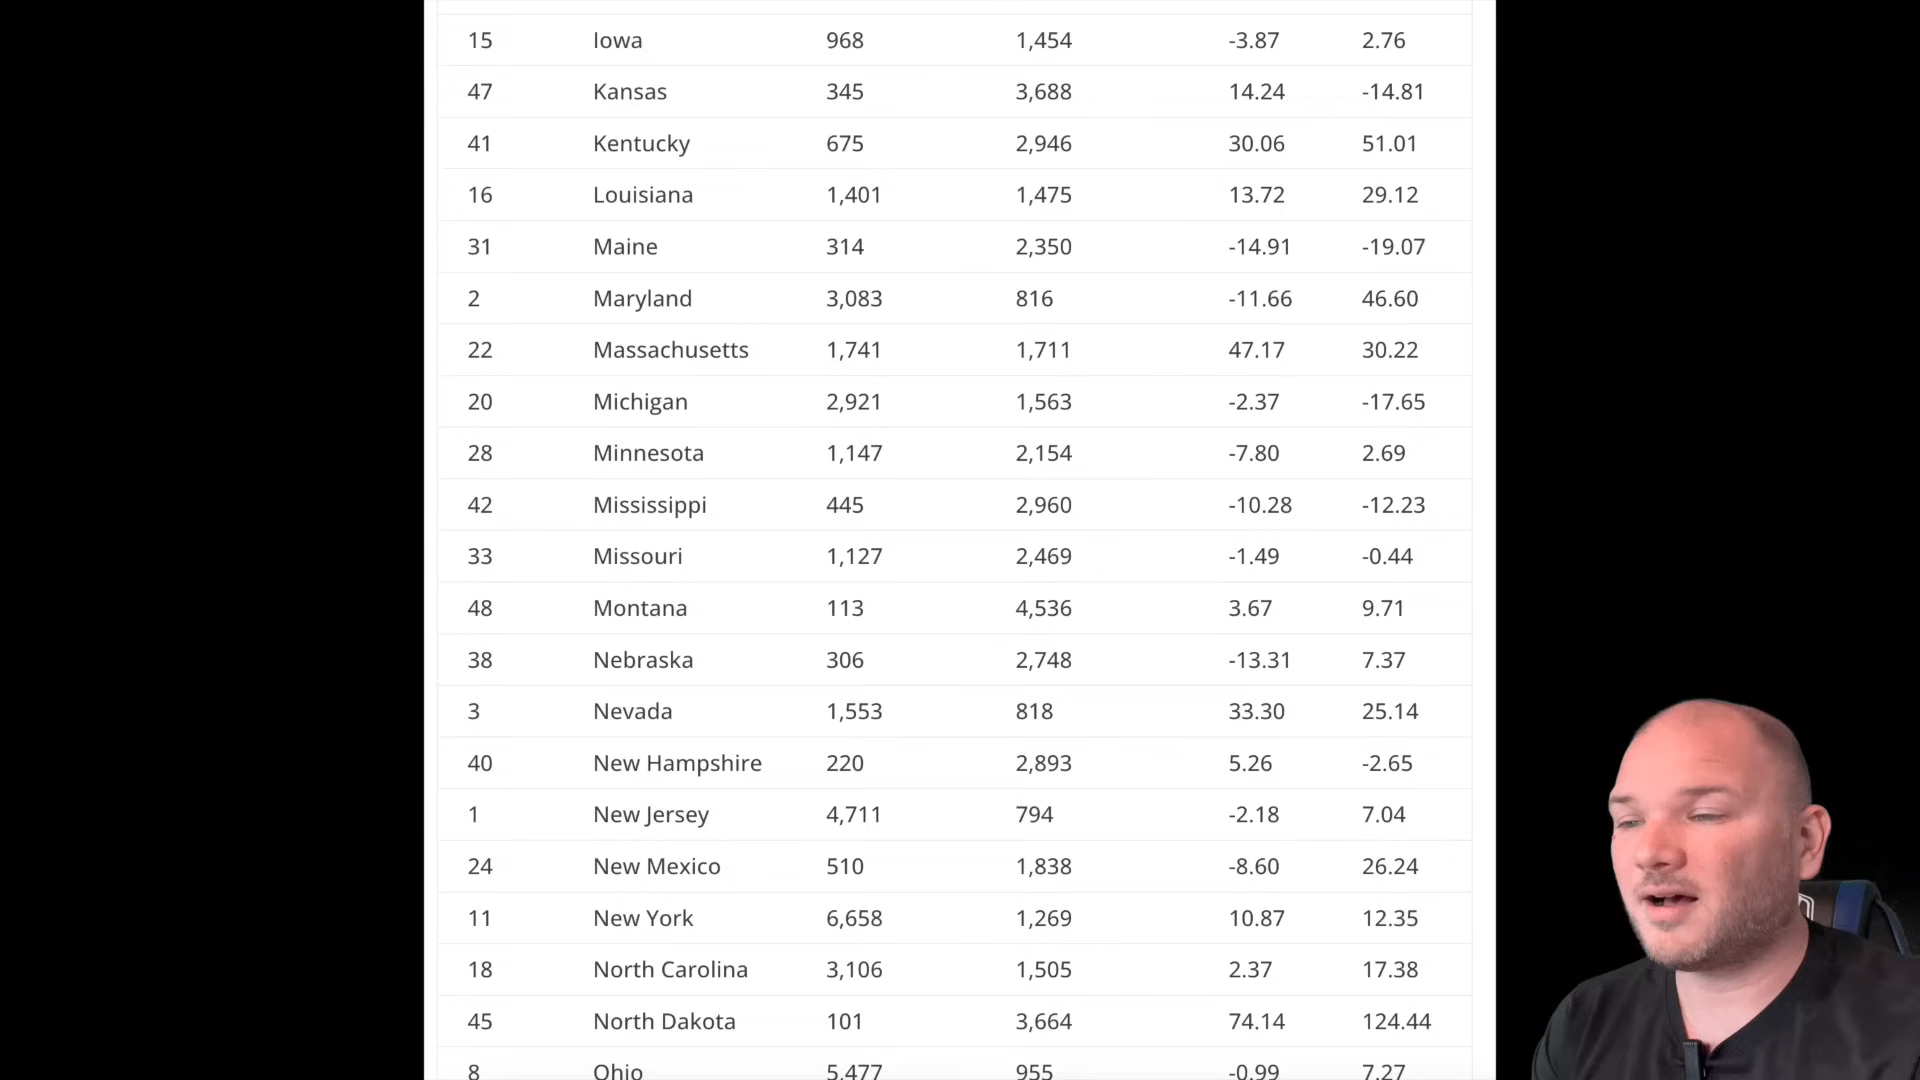 15 Iowa 968 1,454 -3.87 2.76
47 Kansas 345 3,688 14.24 -14.81
41 Kentucky 675 2,946 30.06 51.01
16 Louisiana 1,401 1,475 13.72 29.12
31 Maine 314 2,350 -14.91 -19.07
2 Maryland 3,083 816 -11.66 46.60
22 Massachusetts 1,741 1,711 47.17 30.22
20 Michigan 2,921 1,563 -2.37 -17.65
28 Minnesota 1,147 2,154 -7.80 2.69
42 Mississippi 445 2,960 -10.28 -12.23
33 Missouri 1,127 2,469 -1.49 -0.44
48 Montana 113 4,536 3.67 9.71
38 Nebraska 306 2,748 -13.31 7.37
3 Nevada 1,553 818 33.30 25.14
40 New Hampshire 220 2,893 5.26 -2.65
1 New Jersey 4,711 794 -2.18 7.04
24 New Mexico 510 1,838 -8.60 26.24
11 New York 6,658 1,269 10.87 12.35
18 North Carolina 3,106 1,505 2.37 17.38
45 North Dakota 101 3,664 74.14 124.44
8 Ohio 5,477 955 -0.99 7.27